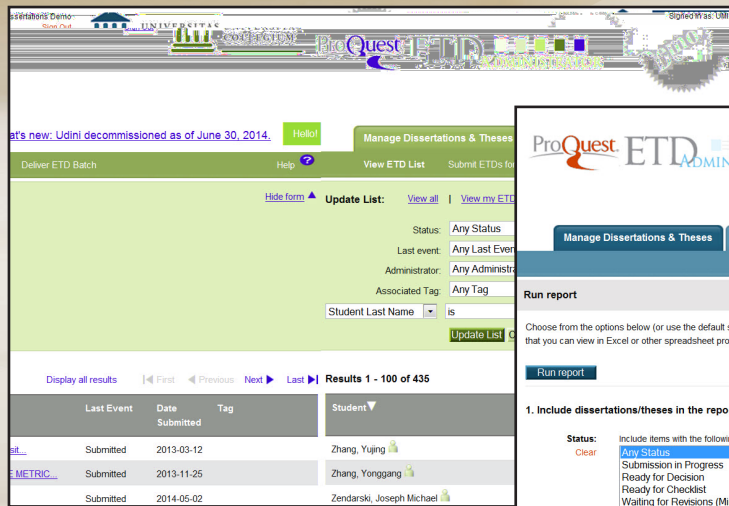 ssertations Demo
Sign Out
UNIVERSITAS
COLLEGIUM
ProQuest ETD
Signed in as: UMI
at's new: Udini decommissioned as of June 30, 2014.
Hello!
Deliver ETD Batch
Help ?
Hide form
Manage Dissertations & Theses
View ETD List
Submit ETDs for
Update List: View all | View my ETD
Status: Any Status
Last event: Any Last Even
Administrator: Any Administra
Associated Tag: Any Tag
Student Last Name is
Update List
Display all results First Previous Next Last
Results 1 - 100 of 435
Last Event Date Submitted Tag
Student
sit... Submitted 2013-03-12
Zhang, Yujing
E METRIC... Submitted 2013-11-25
Zhang, Yonggang
Submitted 2014-05-02
Zendarski, Joseph Michael
ProQuest. ETD ADMIN
Manage Dissertations & Theses
Run report
Choose from the options below (or use the default s
that you can view in Excel or other spreadsheet pro
Run report
1. Include dissertations/theses in the repor
Status: Include items with the followi
Clear
Any Status
Submission in Progress
Ready for Decision
Ready for Checklist
Waiting for Revisions (Mi